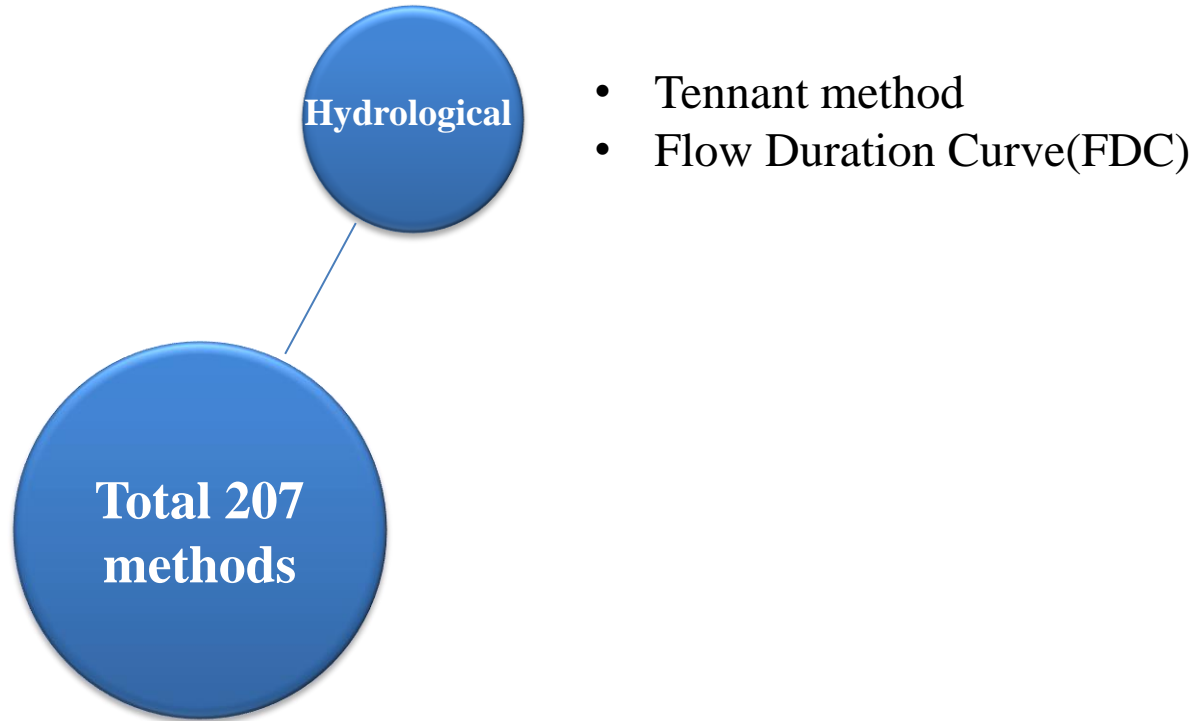 Hydrological
• Tennant method
• Flow Duration Curve(FDC)
Total 207
methods